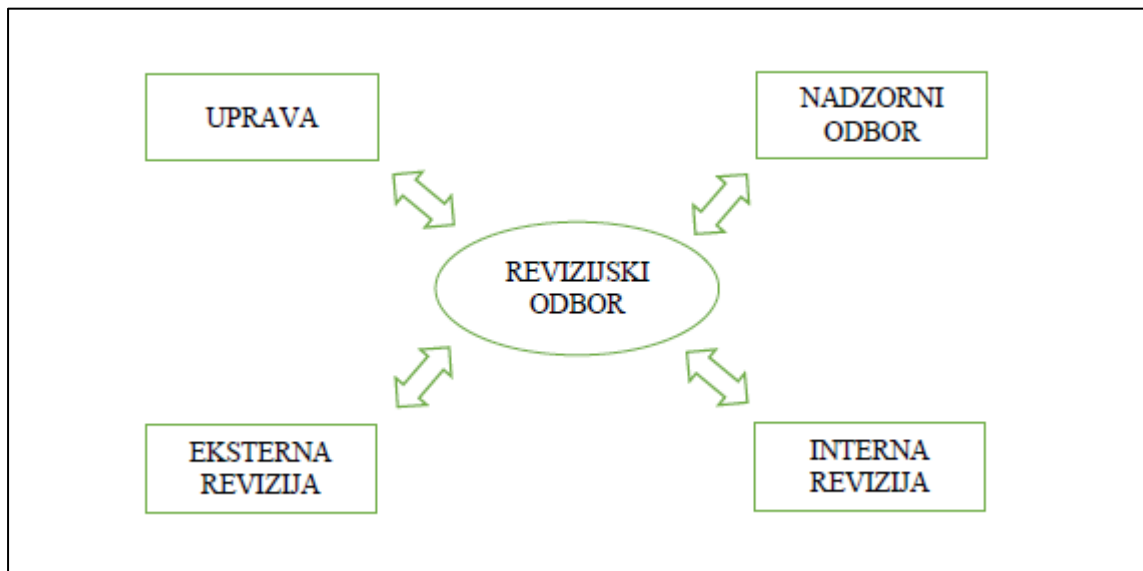 UPRAVA
NADZORNI
ODBOR
REVIZIJSKI
ODBOR
EKSTERNA
REVIZIJA
INTERNA
REVIZIJA